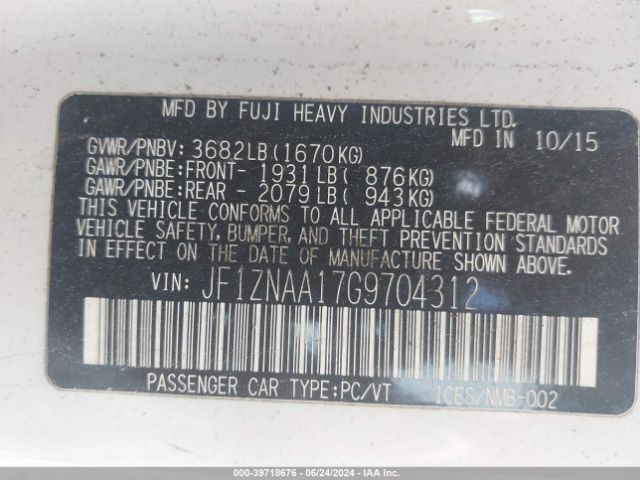 MFD BY FUJI HEAVY INDUSTRIES LTD.
MFD IN 10/15
GVWR/PNBV: 3682LB(1670KG)
GAWR/PNBE:FRONT- 1931LB( 876KG)
GAWR/PNBE:REAR - 2079LB( 943KG)
THIS VEHICLE CONFORMS TO ALL APPLICABLE FEDERAL MOTOR
VEHICLE SAFETY, BUMPER, AND THEFT PREVENTION STANDARDS
IN EFFECT ON THE DATE OF MANUFACTURE SHOWN ABOVE.
VIN: JF1ZNAA17G9704312
PASSENGER CAR TYPE:PC/VT ICES/NMB-002
000-39718676 / 06/24/2024 - IAA Inc.